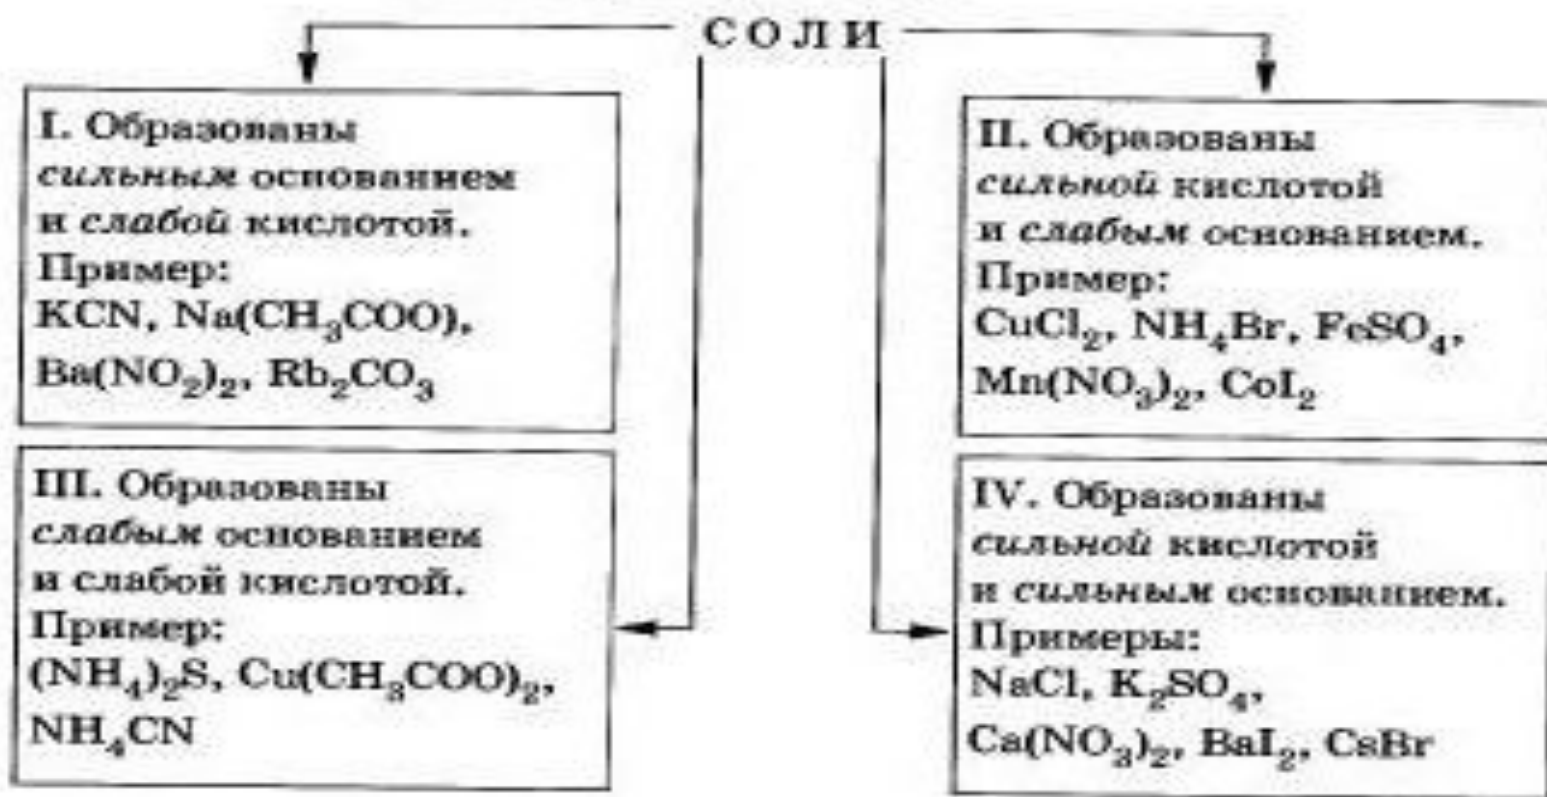 СОЛИ
I. Образованы
сильным основанием
и слабой кислотой.
Пример:
KCN, Na(CH₃COO),
Ba(NO₂)₂, Rb₂CO₃
II. Образованы
сильной кислотой
и слабым основанием.
Пример:
CuCl₂, NH₄Br, FeSO₄,
Mn(NO₃)₂, CoI₂
III. Образованы
слабым основанием
и слабой кислотой.
Пример:
(NH₄)₂S, Cu(CH₃COO)₂,
NH₄CN
IV. Образованы
сильной кислотой
и сильным основанием.
Примеры:
NaCl, K₂SO₄,
Ca(NO₃)₂, BaI₂, CsBr